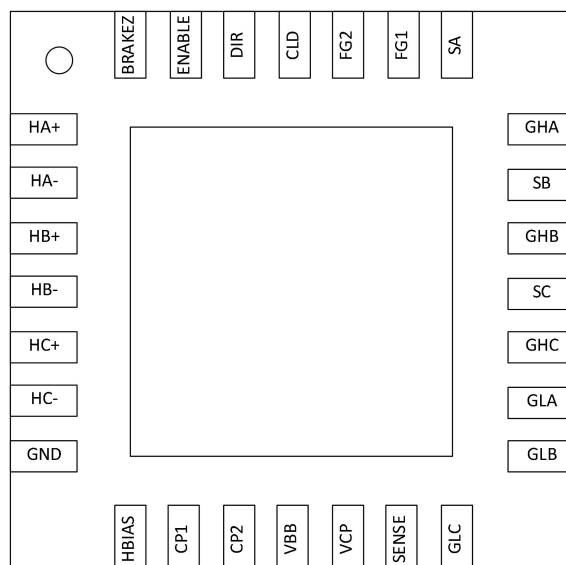 BRAKEZ
ENABLE
DIR
CLD
FG2
FG1
SA
HA+
HA-
HB+
HB-
HC+
HC-
GND
GHA
SB
GHB
SC
GHC
GLA
GLB
HBIAS
CP1
CP2
VBB
VCP
SENSE
GLC